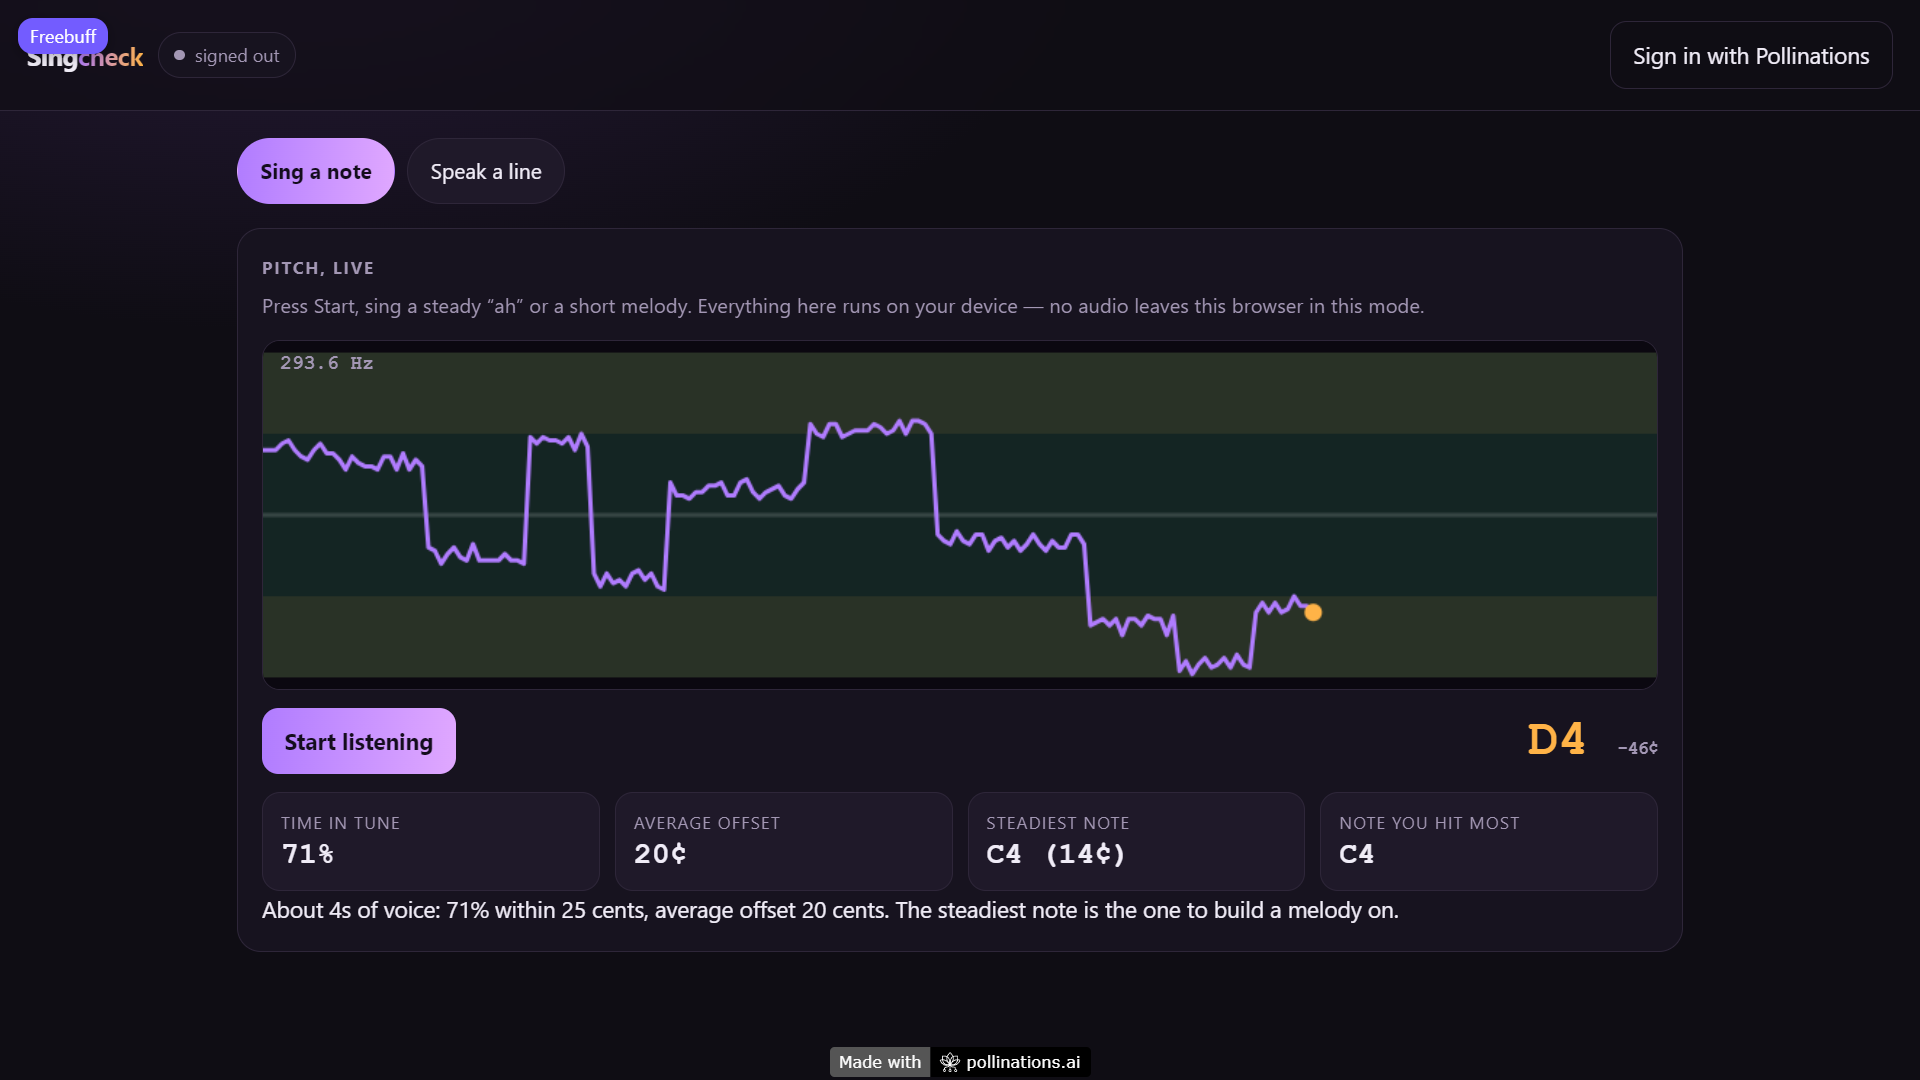 Freebuff
Singcheck
signed out
Sign in with Pollinations
Sing a note
Speak a line
PITCH, LIVE
Press Start, sing a steady “ah” or a short melody. Everything here runs on your device — no audio leaves this browser in this mode.
293.6 Hz
Start listening
D4
-46¢
TIME IN TUNE
71%
AVERAGE OFFSET
20¢
STEADIEST NOTE
C4 (14¢)
NOTE YOU HIT MOST
C4
About 4s of voice: 71% within 25 cents, average offset 20 cents. The steadiest note is the one to build a melody on.
Made with pollinations.ai